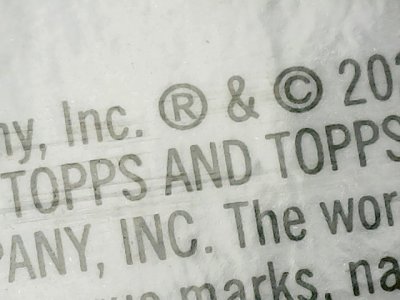 ny, Inc. ® & © 20
TOPPS AND TOPPS
PANY, INC. The wor
marks, na